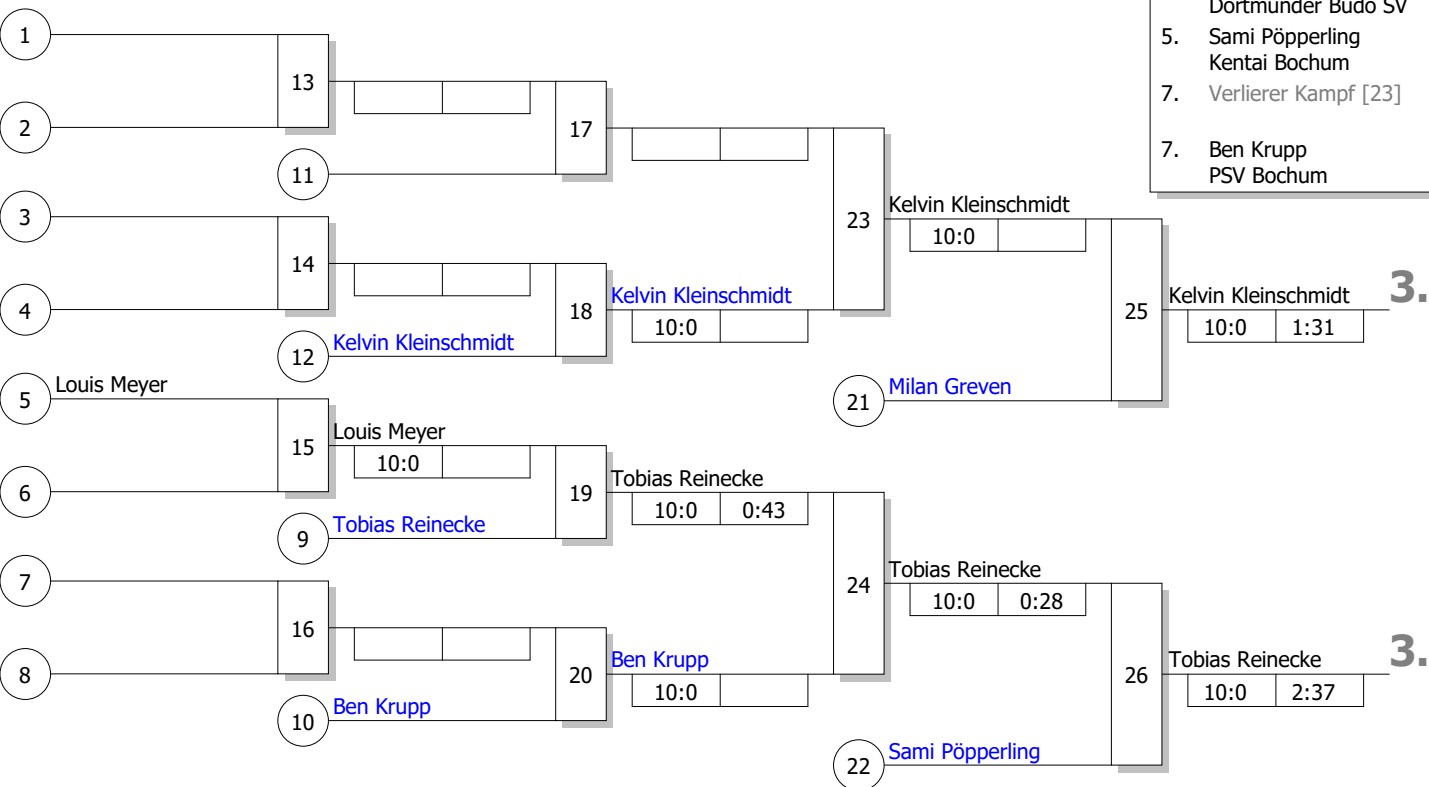 Dortmunder Budo SV
5. Sami Pöpperling
Kentai Bochum
7. Verlierer Kampf [23]
7. Ben Krupp
PSV Bochum
1
13
2
17
11
3
23
Kelvin Kleinschmidt
10:0
14
4
18
Kelvin Kleinschmidt
10:0
12
Kelvin Kleinschmidt
25
Kelvin Kleinschmidt
3.
10:0 1:31
21
Milan Greven
5
Louis Meyer
15
Louis Meyer
10:0
6
19
Tobias Reinecke
10:0 0:43
9
Tobias Reinecke
7
24
Tobias Reinecke
10:0 0:28
16
8
20
Ben Krupp
10:0
10
Ben Krupp
26
Tobias Reinecke
3.
10:0 2:37
22
Sami Pöpperling